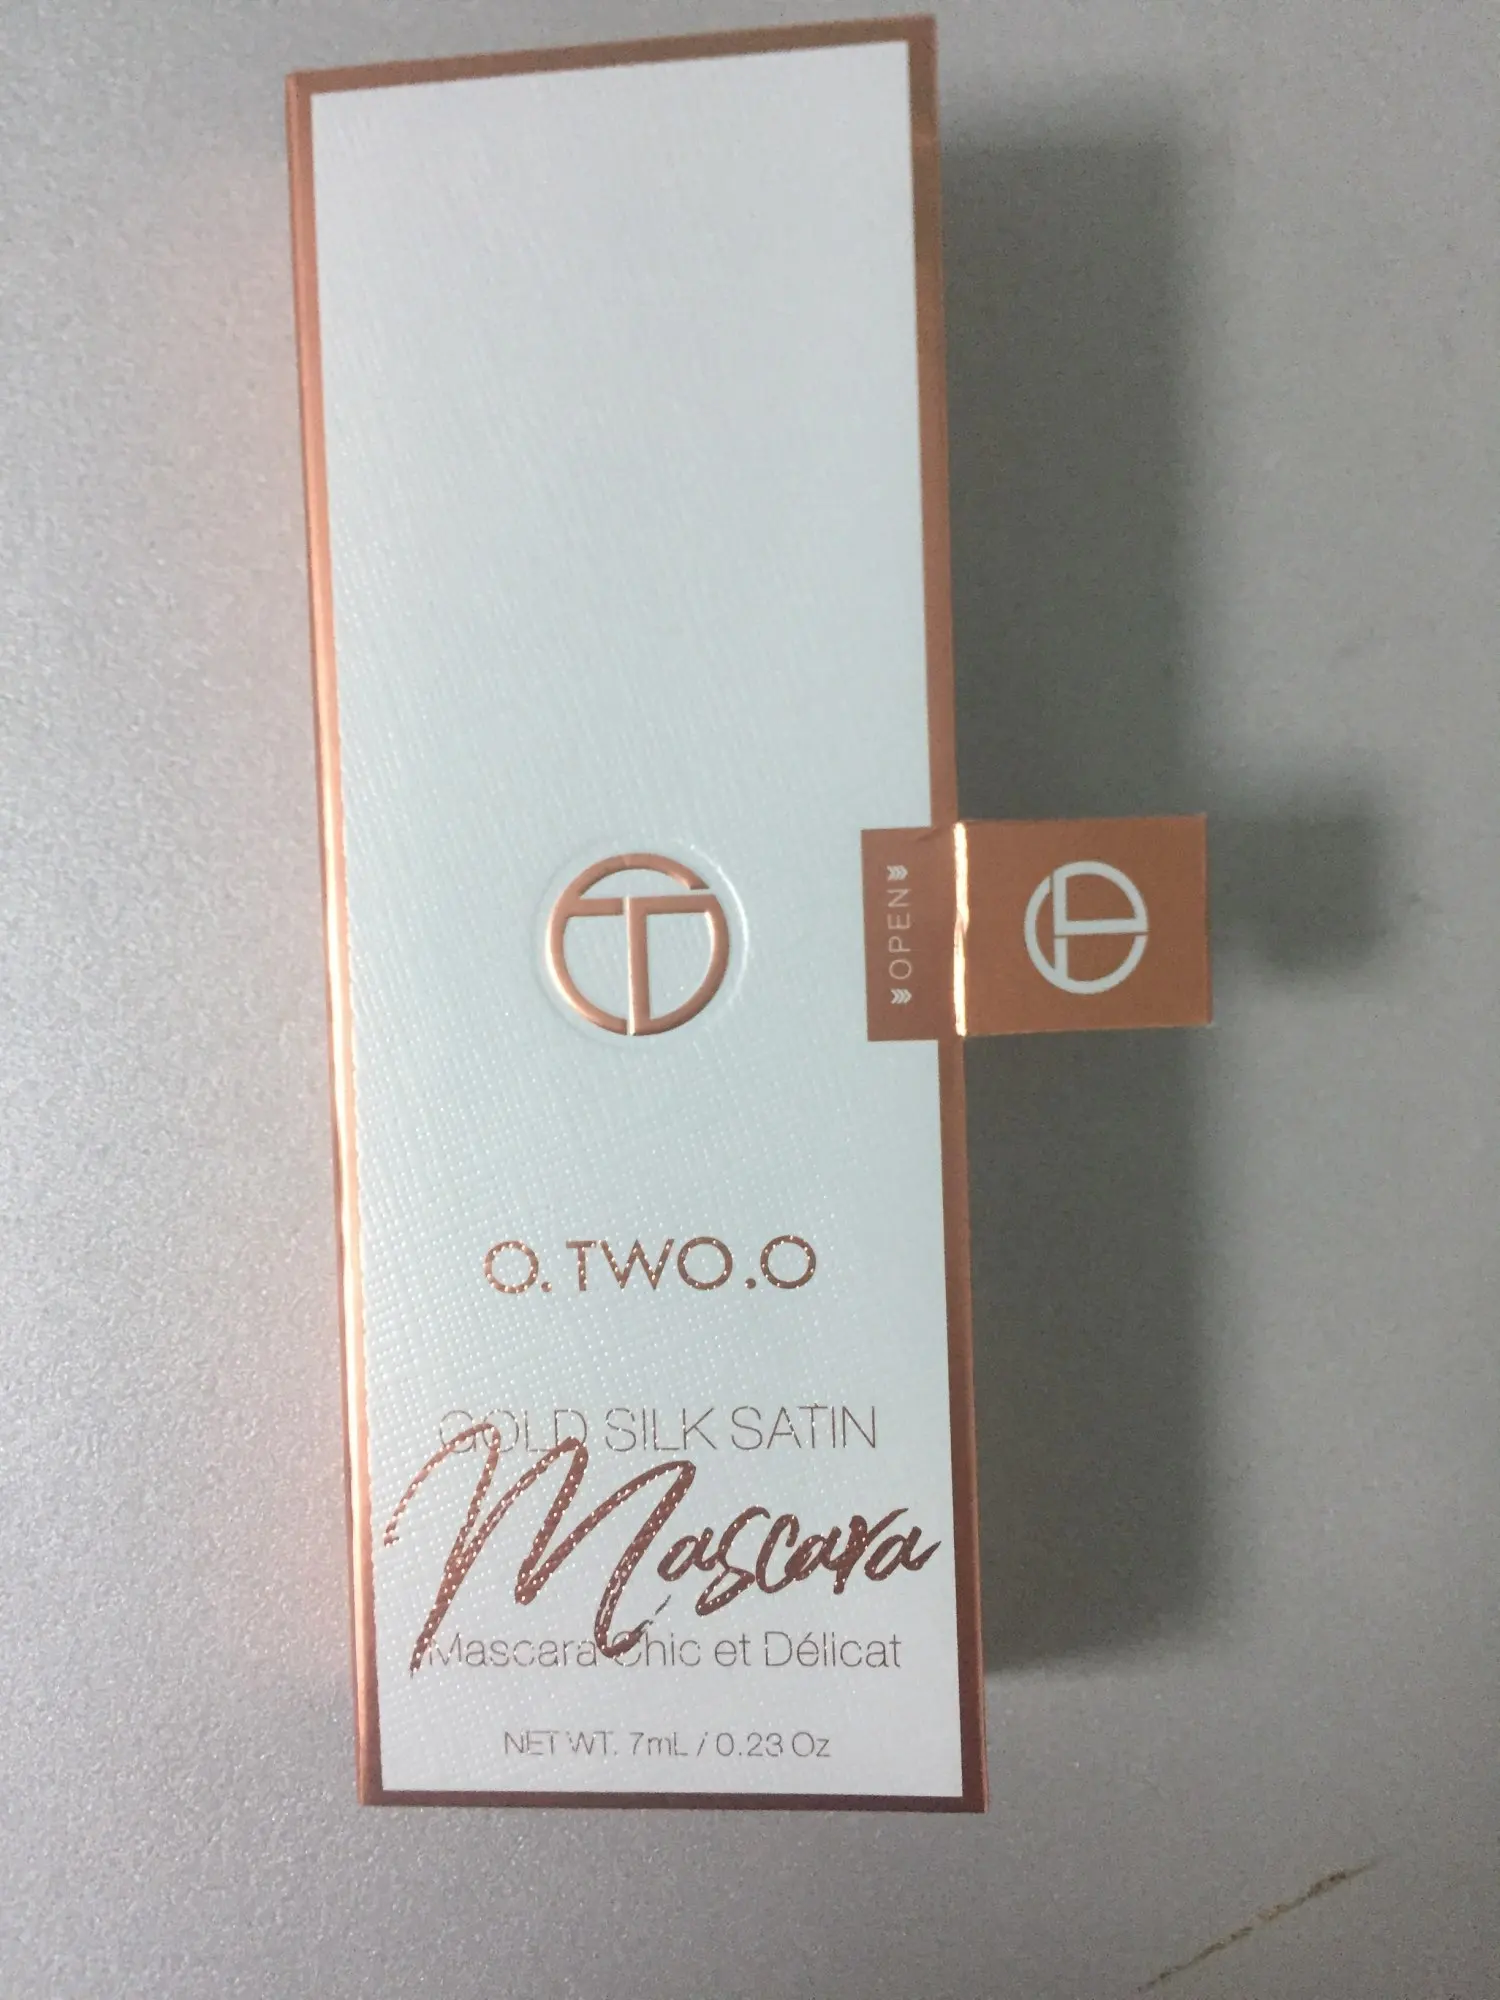 OPEN
O.TWO.O
GOLD SILK SATIN
Mascara
Mascara Chic et Délicat
NET WT. 7mL / 0.23 Oz